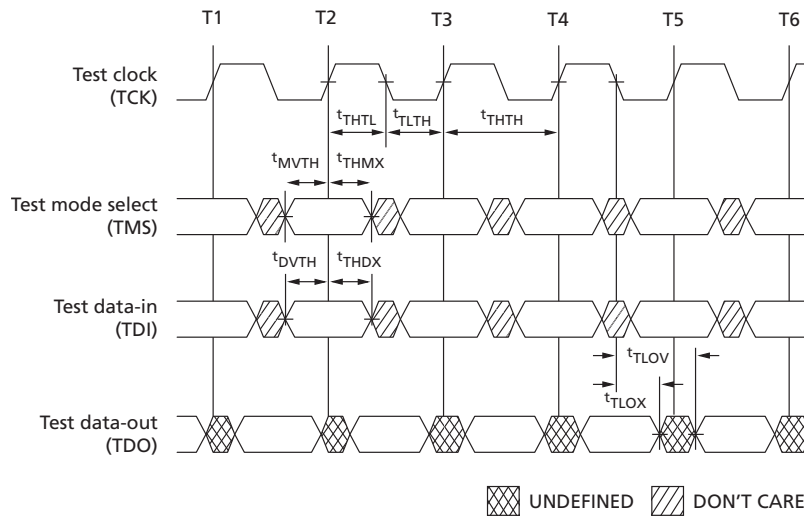 T1 T2 T3 T4 T5 T6
Test clock
(TCK)
tTHTL tTLTH tTHTH
tMVTH tTHMX
Test mode select
(TMS)
tDVTH tTHDX
Test data-in
(TDI)
tTLOV
tTLOX
Test data-out
(TDO)
UNDEFINED DON'T CARE